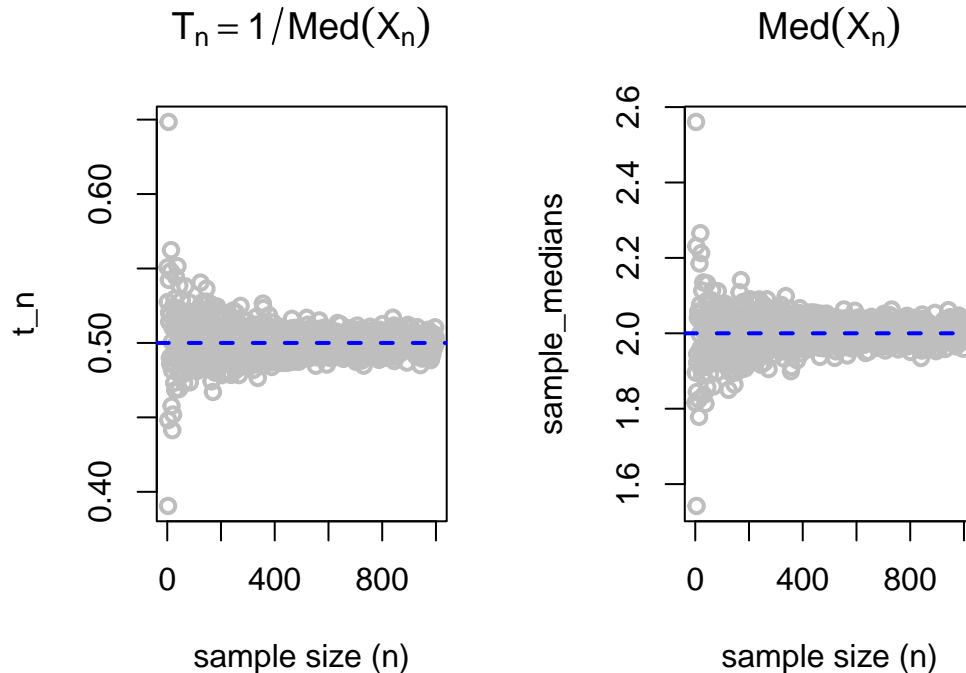 T_n = 1/Med(X_n)
t_n
0.40
0.50
0.60
0 400 800
sample size (n)
Med(X_n)
sample_medians
1.6
1.8
2.0
2.2
2.4
2.6
0 400 800
sample size (n)